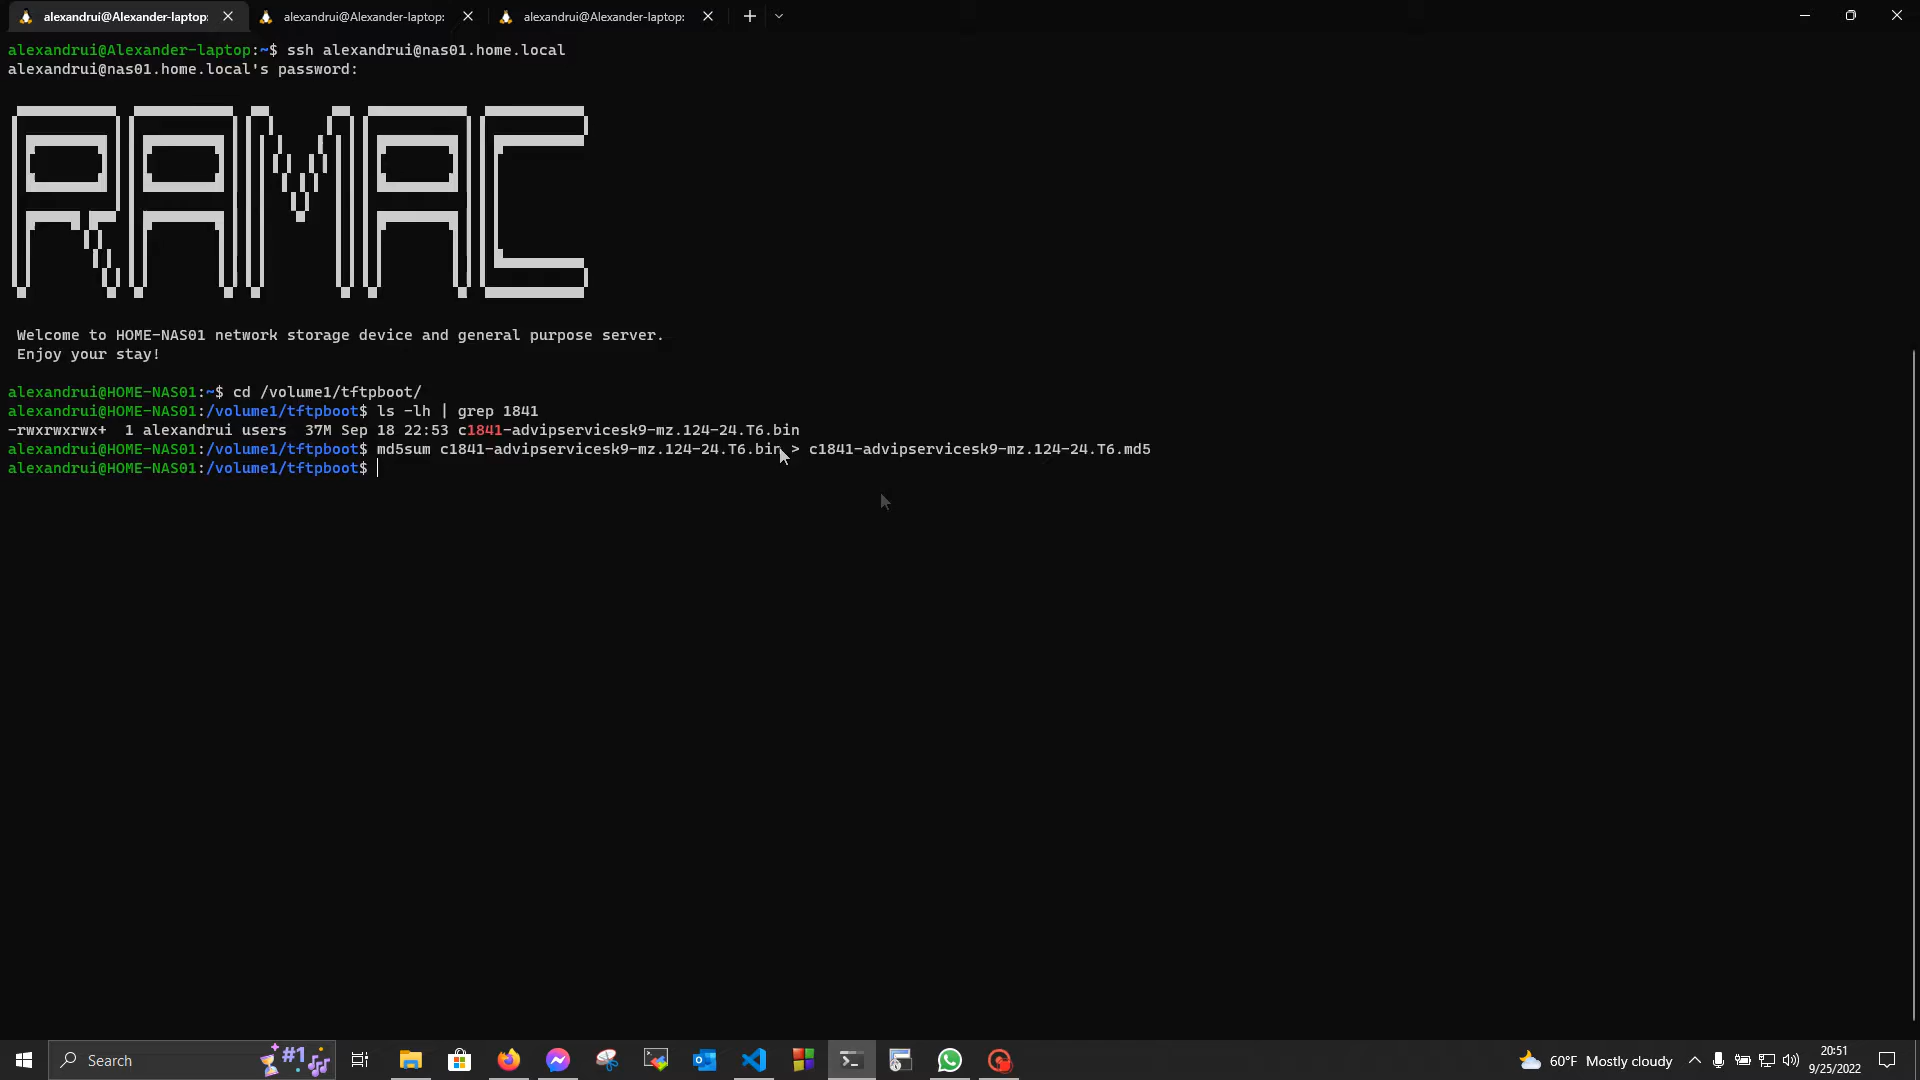 alexandrui@Alexander-laptop: alexandrui@Alexander-laptop: alexandrui@Alexander-laptop:
alexandrui@Alexander-laptop:~$ ssh alexandrui@nas01.home.local
alexandrui@nas01.home.local's password:
RAMAC
Welcome to HOME-NAS01 network storage device and general purpose server.
Enjoy your stay!
alexandrui@HOME-NAS01:~$ cd /volume1/tftpboot/
alexandrui@HOME-NAS01:/volume1/tftpboot$ ls -lh | grep 1841
-rwxrwxrwx+  1 alexandrui users  37M Sep 18 22:53 c1841-advipservicesk9-mz.124-24.T6.bin
alexandrui@HOME-NAS01:/volume1/tftpboot$ md5sum c1841-advipservicesk9-mz.124-24.T6.bin > c1841-advipservicesk9-mz.124-24.T6.md5
alexandrui@HOME-NAS01:/volume1/tftpboot$
Search #1 60°F Mostly cloudy 20:51
9/25/2022